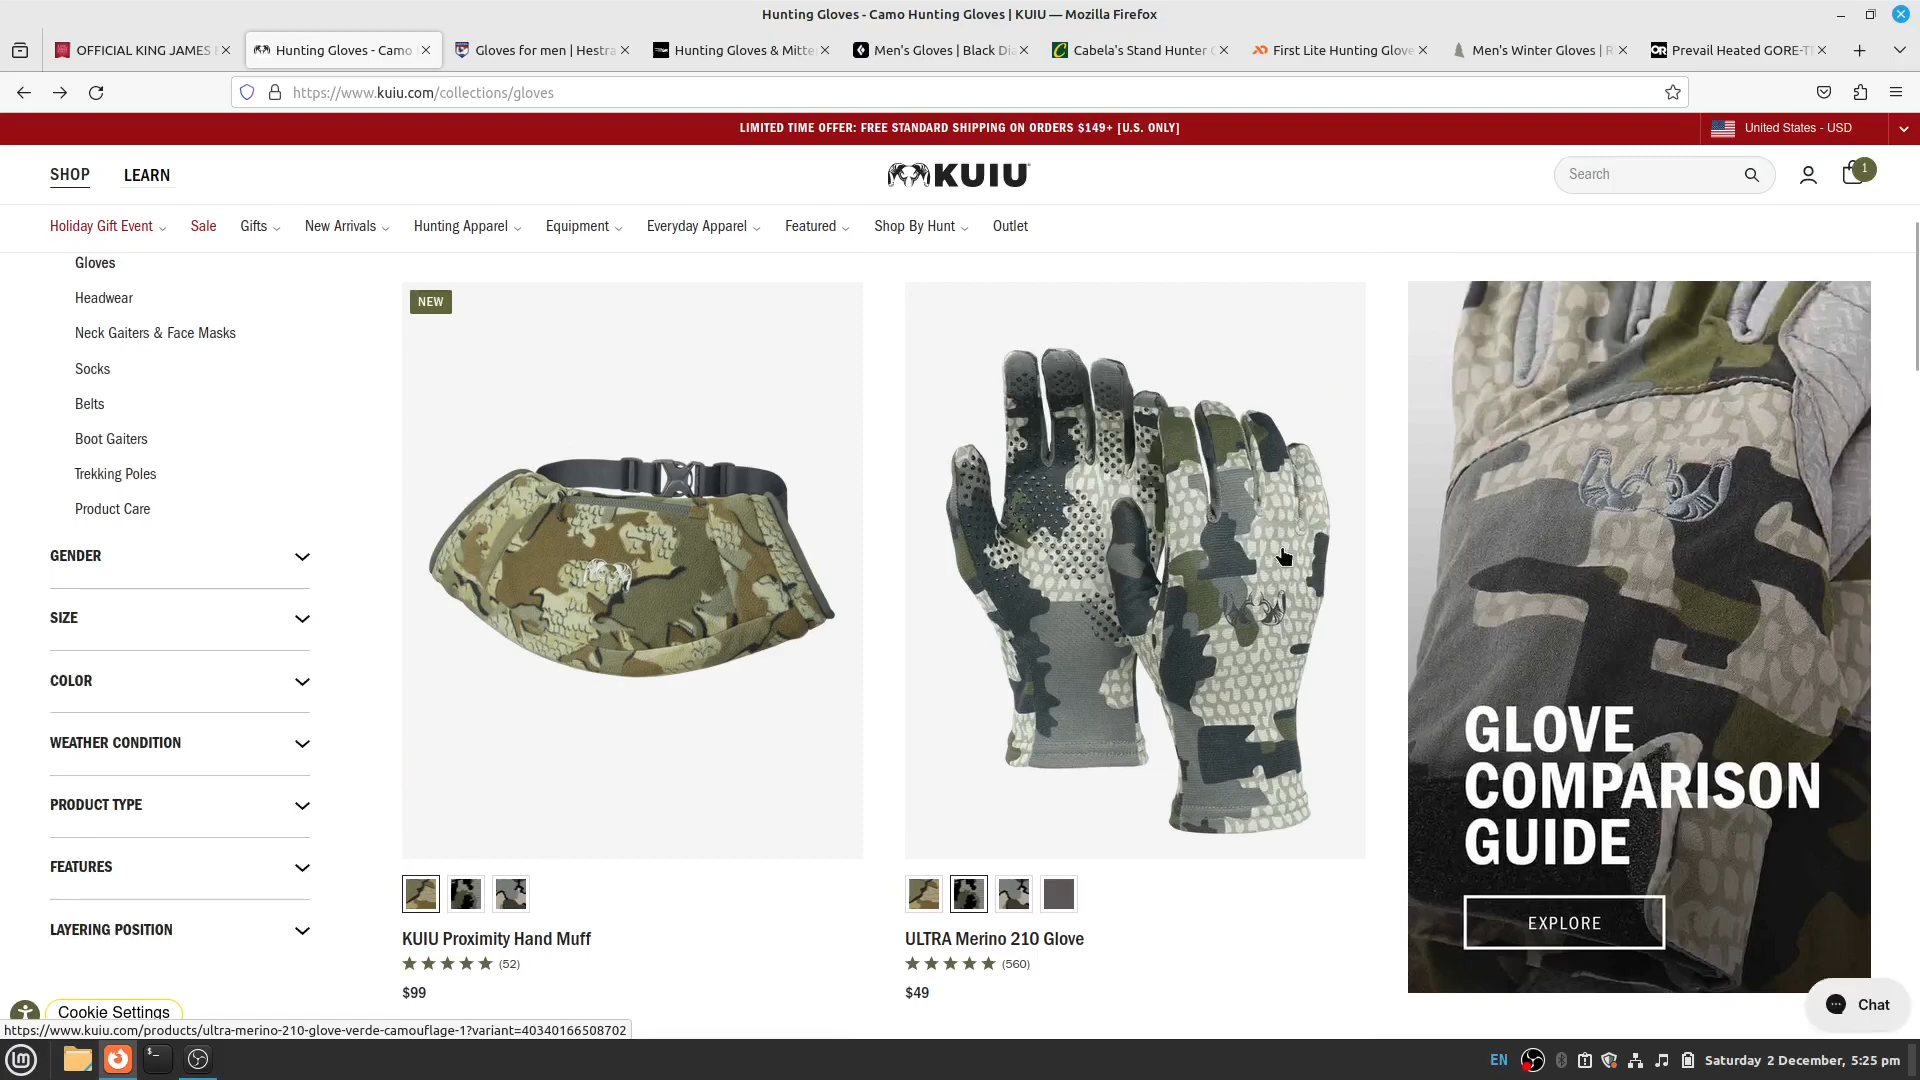 Hunting Gloves - Camo Hunting Gloves | KUIU — Mozilla Firefox
OFFICIAL KING JAMES
Hunting Gloves - Camo
Gloves for men | Hestra
Hunting Gloves & Mitte
Men's Gloves | Black Dia
Cabela's Stand Hunter
First Lite Hunting Glove
Men's Winter Gloves | R
Prevail Heated GORE-T
https://www.kuiu.com/collections/gloves
LIMITED TIME OFFER: FREE STANDARD SHIPPING ON ORDERS $149+ [U.S. ONLY]
United States - USD
SHOP
LEARN
KUIU
Search
1
Holiday Gift Event
Sale
Gifts
New Arrivals
Hunting Apparel
Equipment
Everyday Apparel
Featured
Shop By Hunt
Outlet
Gloves
Headwear
Neck Gaiters & Face Masks
Socks
Belts
Boot Gaiters
Trekking Poles
Product Care
GENDER
SIZE
COLOR
WEATHER CONDITION
PRODUCT TYPE
FEATURES
LAYERING POSITION
NEW
KUIU Proximity Hand Muff
(52)
$99
ULTRA Merino 210 Glove
(560)
$49
GLOVE
COMPARISON
GUIDE
EXPLORE
Chat
Cookie Settings
https://www.kuiu.com/products/ultra-merino-210-glove-verde-camouflage-1?variant=40340166508702
EN
Saturday 2 December, 5:25 pm